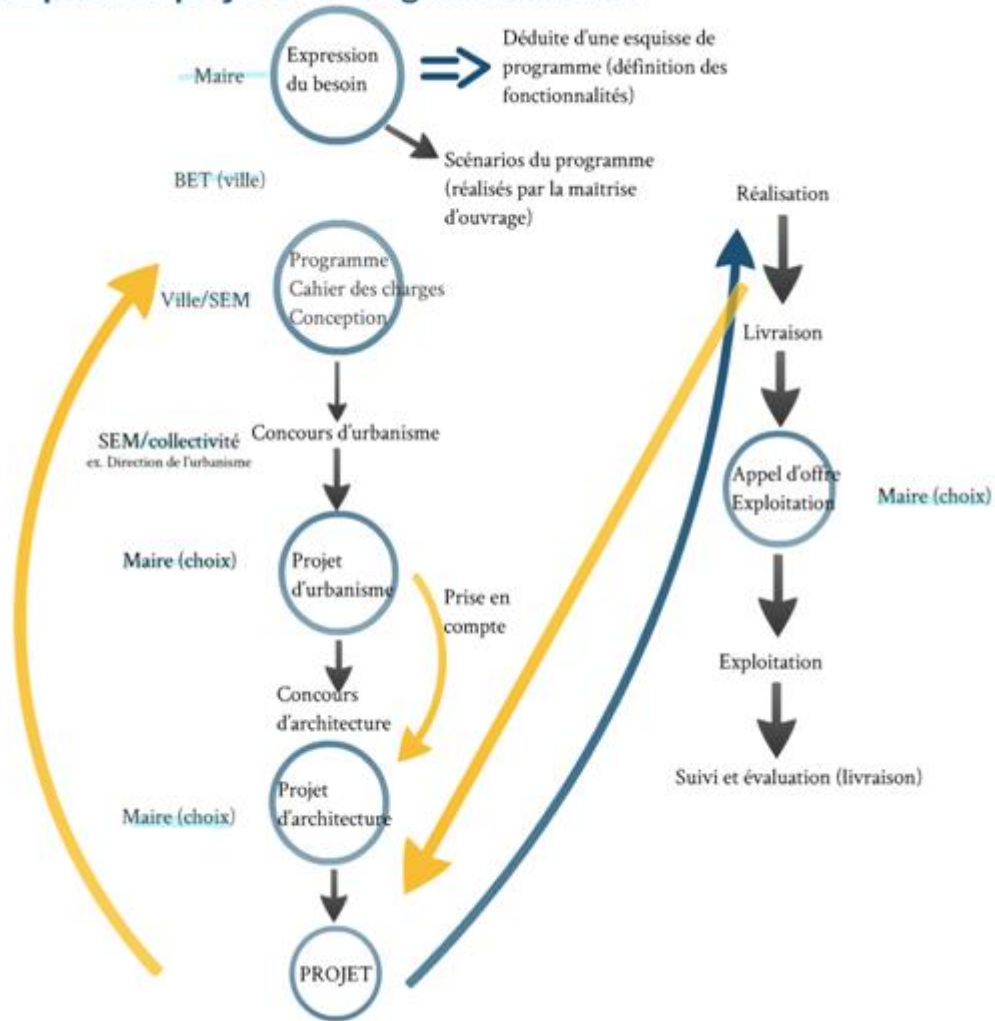 Expression
du besoin
Déduite d'une esquisse de
programme (définition des
fonctionnalités)
Maire
Scénarios du programme
(réalisés par la maîtrise
d'ouvrage)
BET (ville)
Programme
Cahier des charges
Conception
Ville/SEM
Concours d'urbanisme
SEM/collectivité
ex. Direction de l'urbanisme
Projet
d'urbanisme
Maire (choix)
Prise en
compte
Concours
d'architecture
Projet
d'architecture
Maire (choix)
PROJET
Réalisation
Livraison
Appel d'offre
Exploitation
Maire (choix)
Exploitation
Suivi et évaluation (livraison)